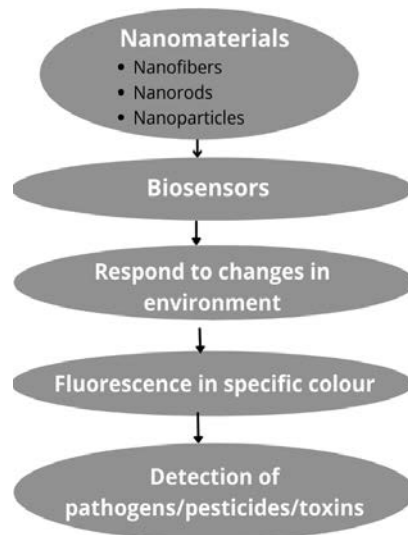 Nanomaterials
• Nanofibers
• Nanorods
• Nanoparticles
Biosensors
Respond to changes in
environment
Fluorescence in specific colour
Detection of
pathogens/pesticides/toxins